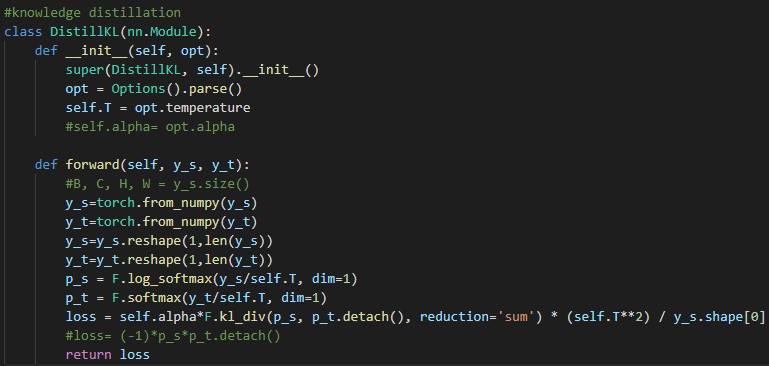 #knowledge distillation
class DistillKL(nn.Module):
    def __init__(self, opt):
        super(DistillKL, self).__init__()
        opt = Options().parse()
        self.T = opt.temperature
        #self.alpha= opt.alpha

    def forward(self, y_s, y_t):
        #B, C, H, W = y_s.size()
        y_s=torch.from_numpy(y_s)
        y_t=torch.from_numpy(y_t)
        y_s=y_s.reshape(1,len(y_s))
        y_t=y_t.reshape(1,len(y_t))
        p_s = F.log_softmax(y_s/self.T, dim=1)
        p_t = F.softmax(y_t/self.T, dim=1)
        loss = self.alpha*F.kl_div(p_s, p_t.detach(), reduction='sum') * (self.T**2) / y_s.shape[0]
        #loss= (-1)*p_s*p_t.detach()
        return loss